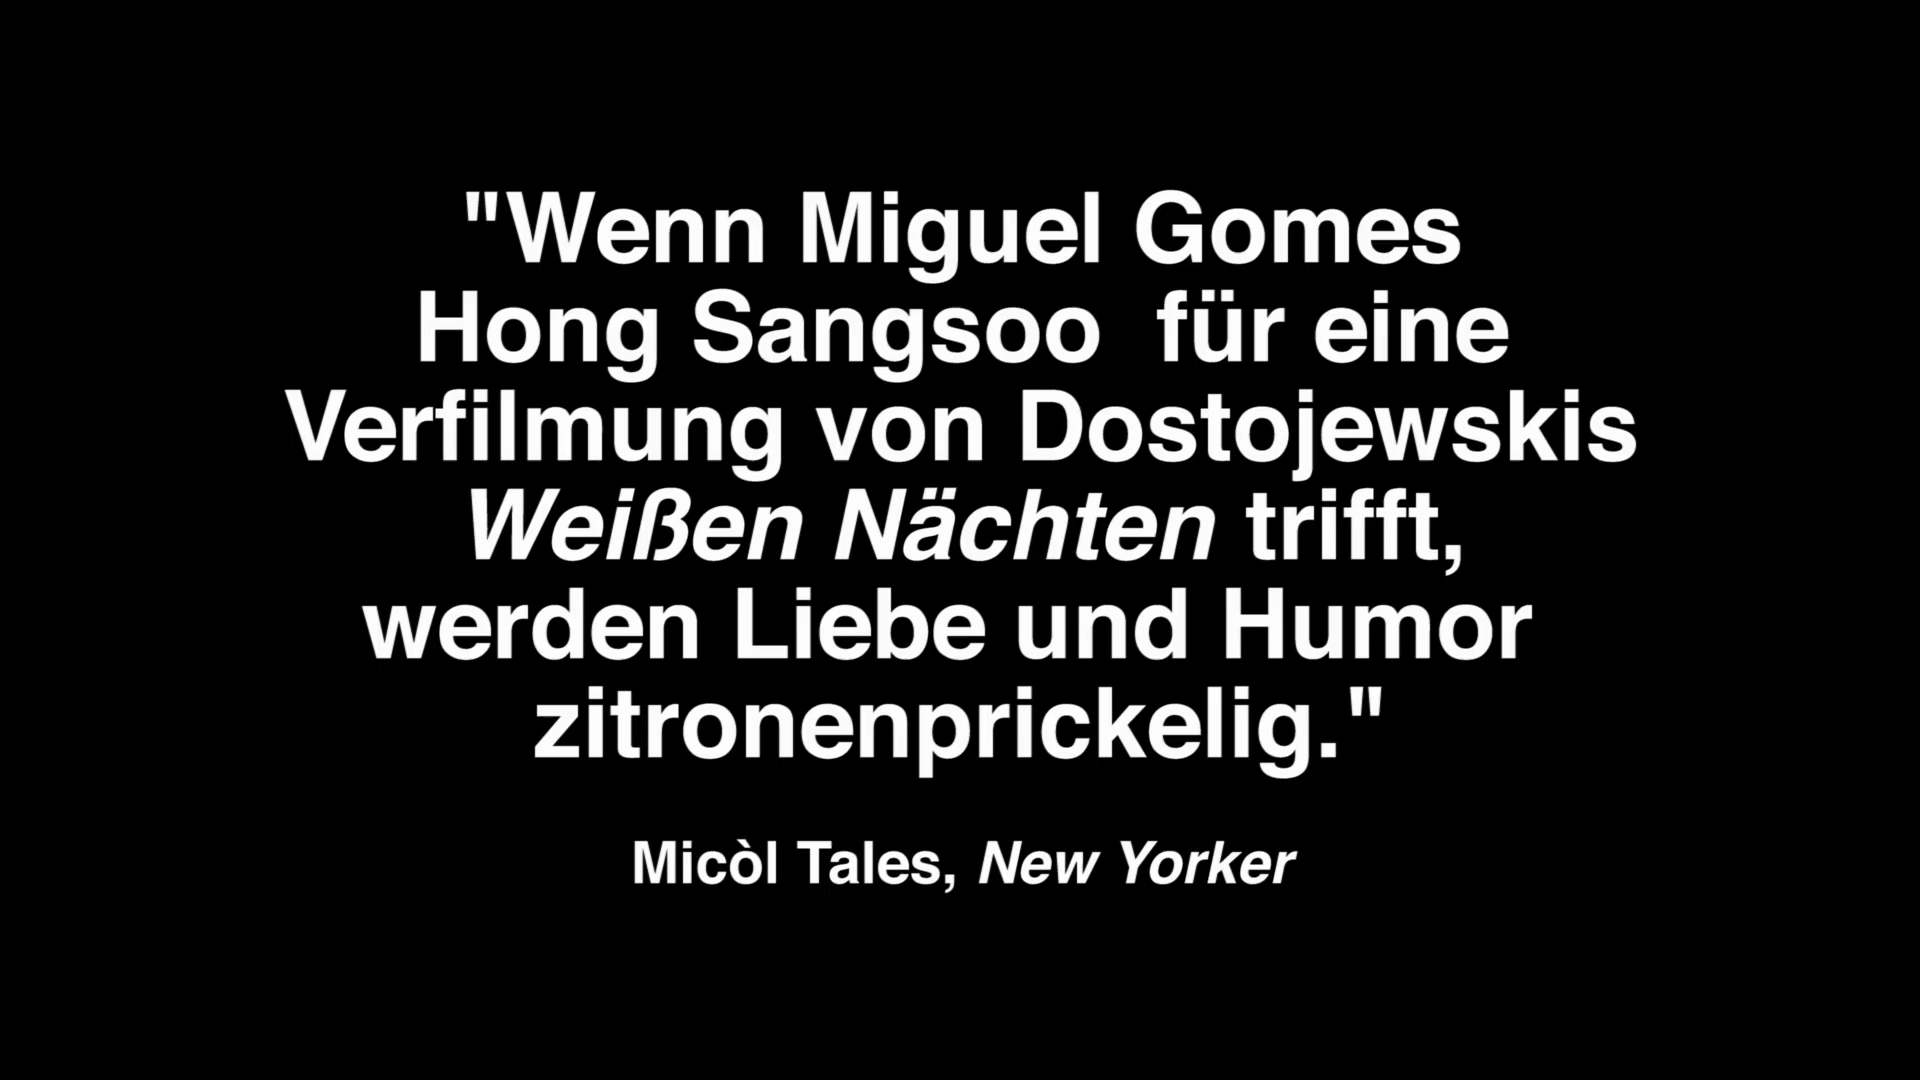 "Wenn Miguel Gomes
Hong Sangsoo  für eine
Verfilmung von Dostojewskis
Weißen Nächten trifft,
werden Liebe und Humor
zitronenprickelig."
Micòl Tales, New Yorker